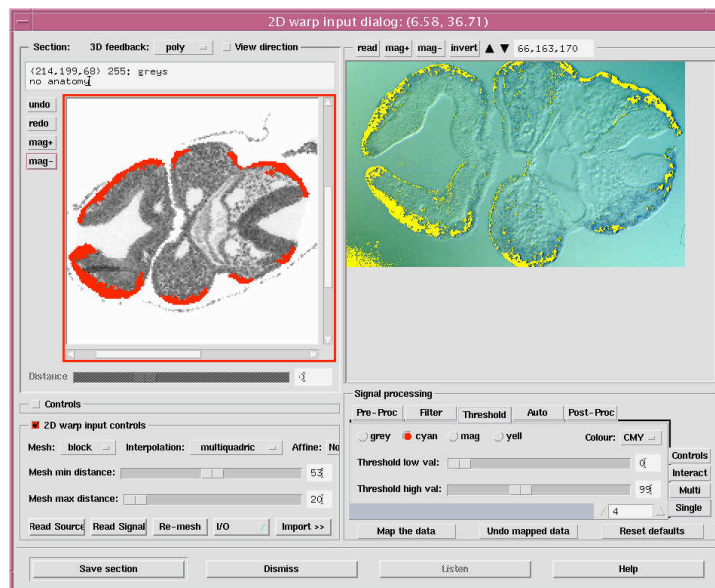 2D warp input dialog: (6.58, 36.71)
Section: 3D feedback: poly View direction
(214,199,68) 255: greys
no anatomy
undo
redo
mag+
mag-
Distance 0
Controls
2D warp input controls
Mesh: block Interpolation: multiquadric Affine: No
Mesh min distance: 53
Mesh max distance: 20
Read Source Read Signal Re-mesh I/O Import >>
read mag+ mag- invert 66,163,170
Signal processing
Pre-Proc Filter Threshold Auto Post-Proc
grey cyan mag yell Colour: CMY
Threshold low val: 0
Threshold high val: 99
4
Controls
Interact
Multi
Single
Map the data Undo mapped data Reset defaults
Save section Dismiss Listen Help